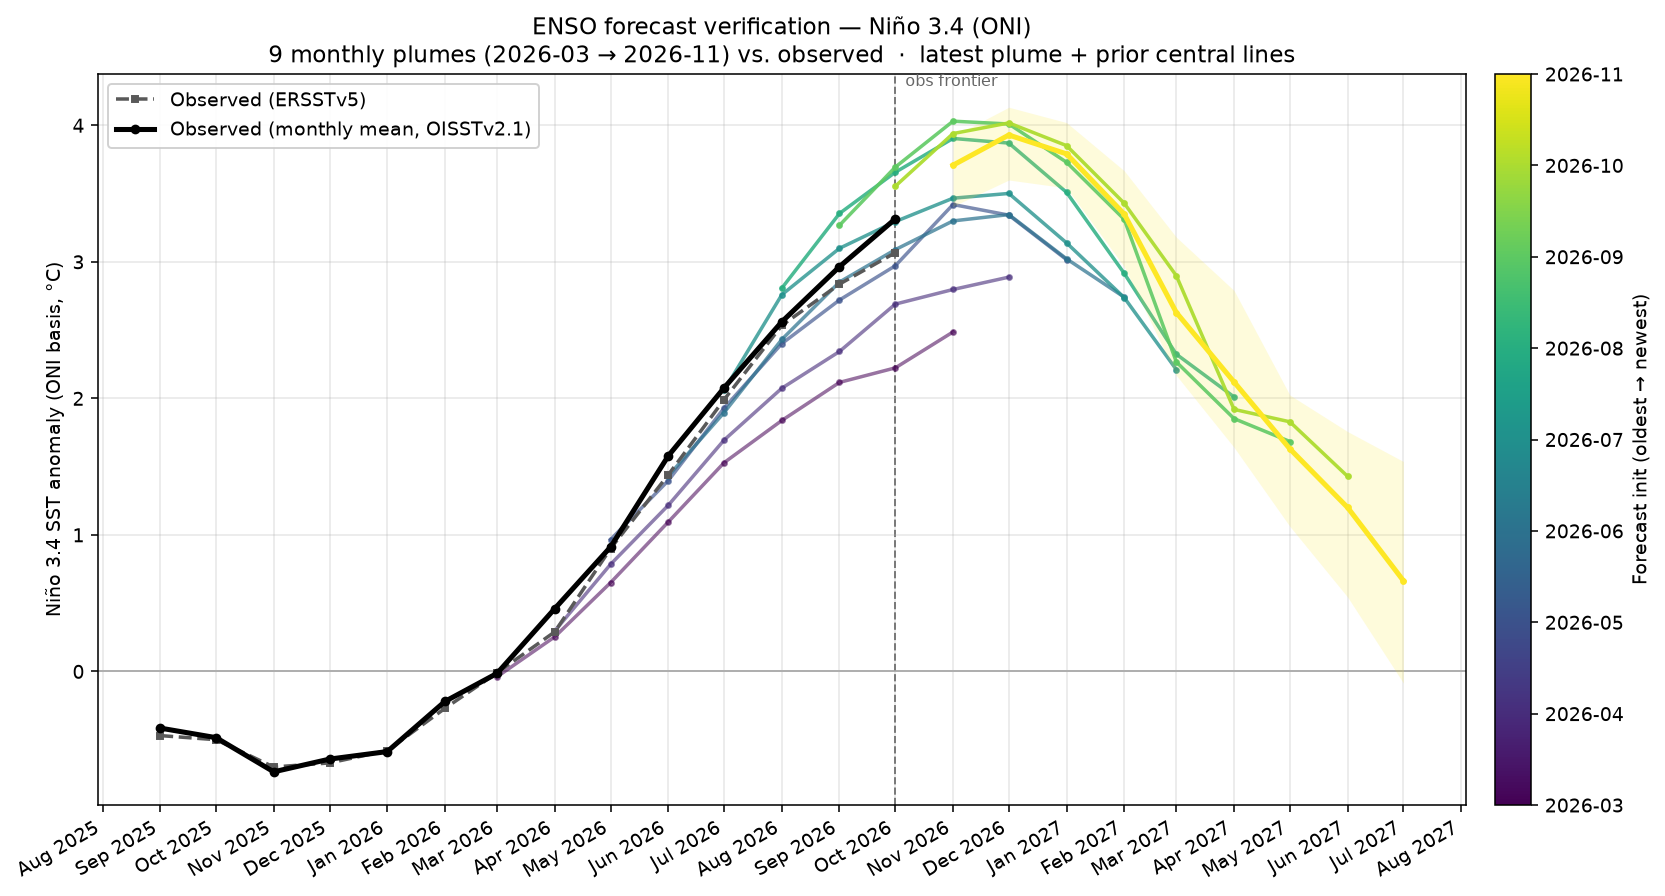 ENSO forecast verification — Niño 3.4 (ONI)
9 monthly plumes (2026-03 → 2026-11) vs. observed · latest plume + prior central lines
obs frontier
Observed (ERSSTv5)
Observed (monthly mean, OISSTv2.1)
Niño 3.4 SST anomaly (ONI basis, °C)
4
3
2
1
0
Aug 2025
Sep 2025
Oct 2025
Nov 2025
Dec 2025
Jan 2026
Feb 2026
Mar 2026
Apr 2026
May 2026
Jun 2026
Jul 2026
Aug 2026
Sep 2026
Oct 2026
Nov 2026
Dec 2026
Jan 2027
Feb 2027
Mar 2027
Apr 2027
May 2027
Jun 2027
Jul 2027
Aug 2027
2026-11
2026-10
2026-09
2026-08
2026-07
2026-06
2026-05
2026-04
2026-03
Forecast init (oldest → newest)